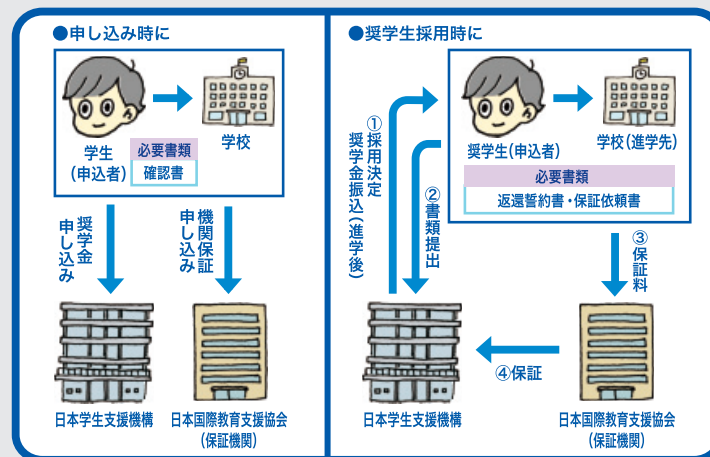 ●申し込み時に
学生
(申込者)
必要書類
確認書
学校
奨学金
申し込み
機関保証
申し込み
日本学生支援機構
日本国際教育支援協会
(保証機関)
●奨学生採用時に
奨学生(申込者)
学校(進学先)
必要書類
返還誓約書・保証依頼書
①採用決定
奨学金振込(進学後)
②書類提出
③保証料
④保証
日本学生支援機構
日本国際教育支援協会
(保証機関)